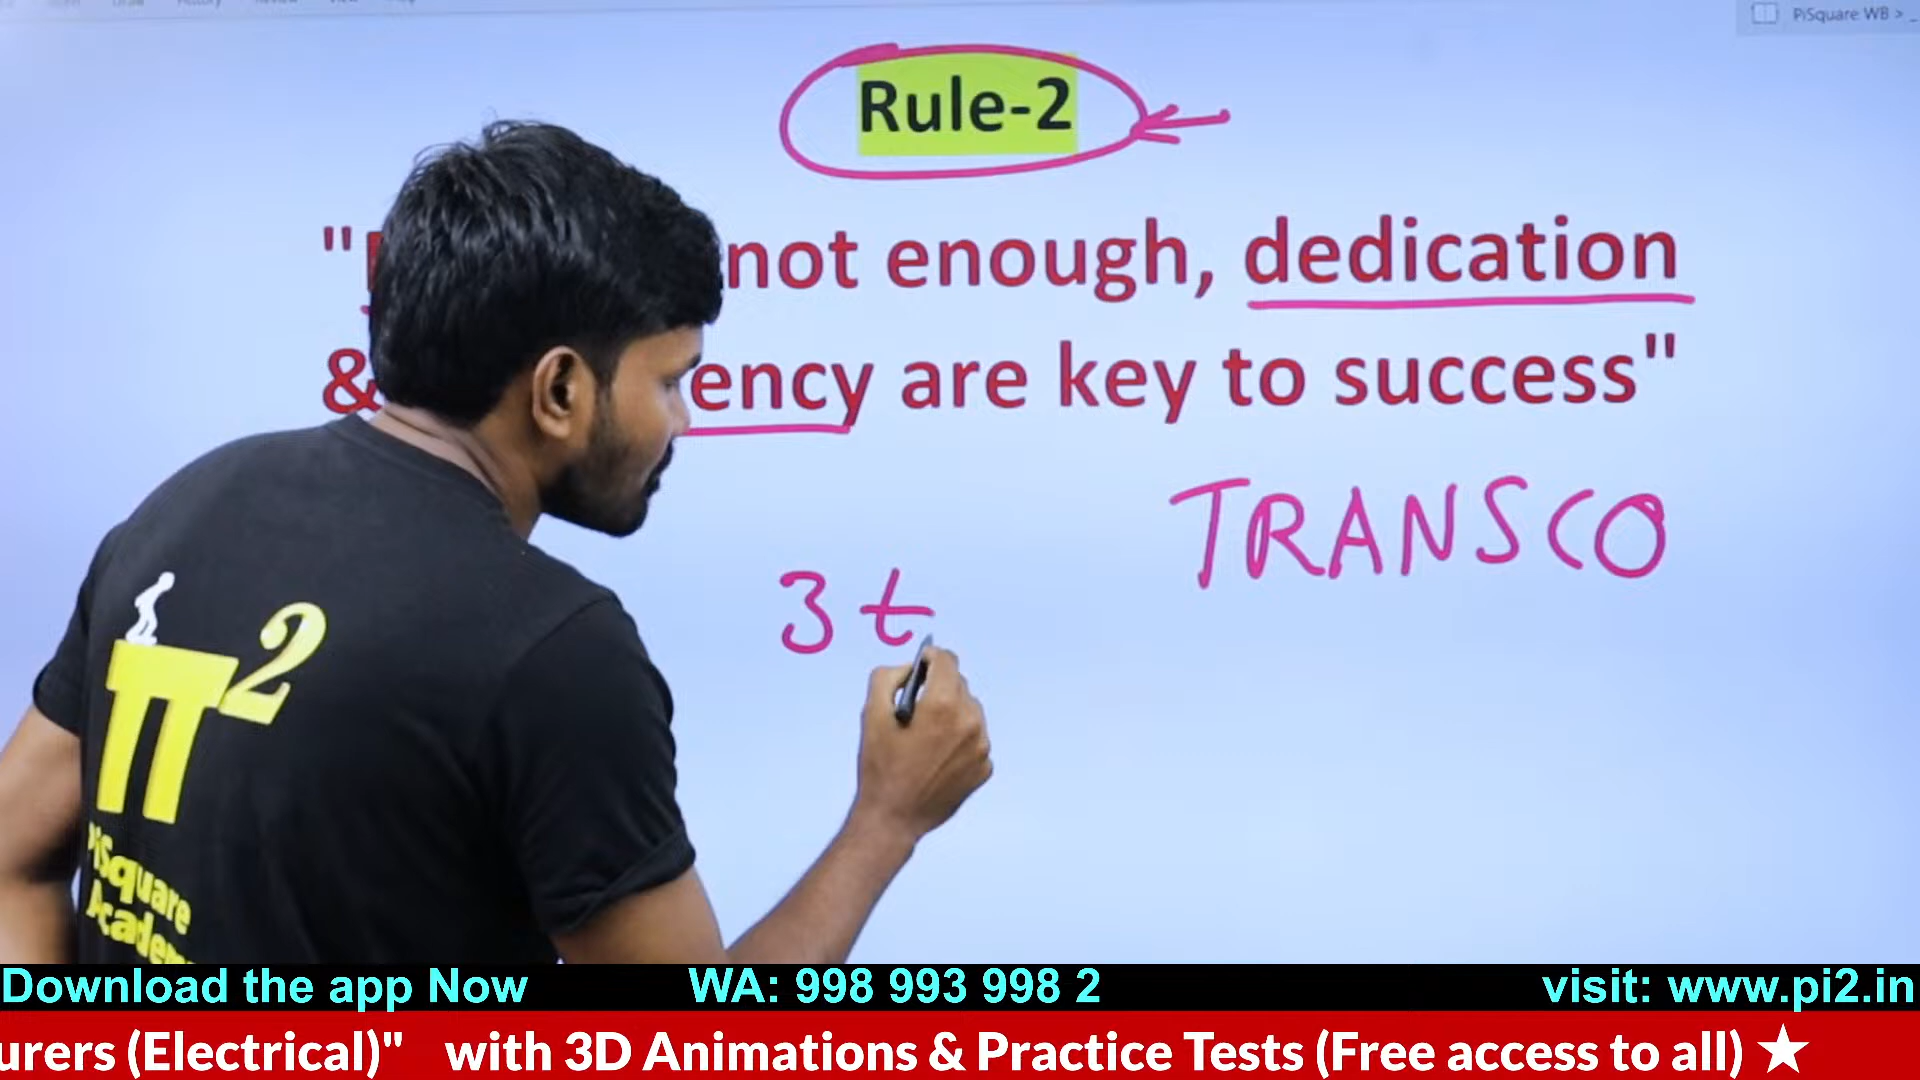 PiSquare WB >
Rule-2
not enough, dedication
& ency are key to success"
TRANSCO
3 t
π2
PiSquare
Academ
Download the app Now WA: 998 993 998 2 visit: www.pi2.in
urers (Electrical)" with 3D Animations & Practice Tests (Free access to all) ★